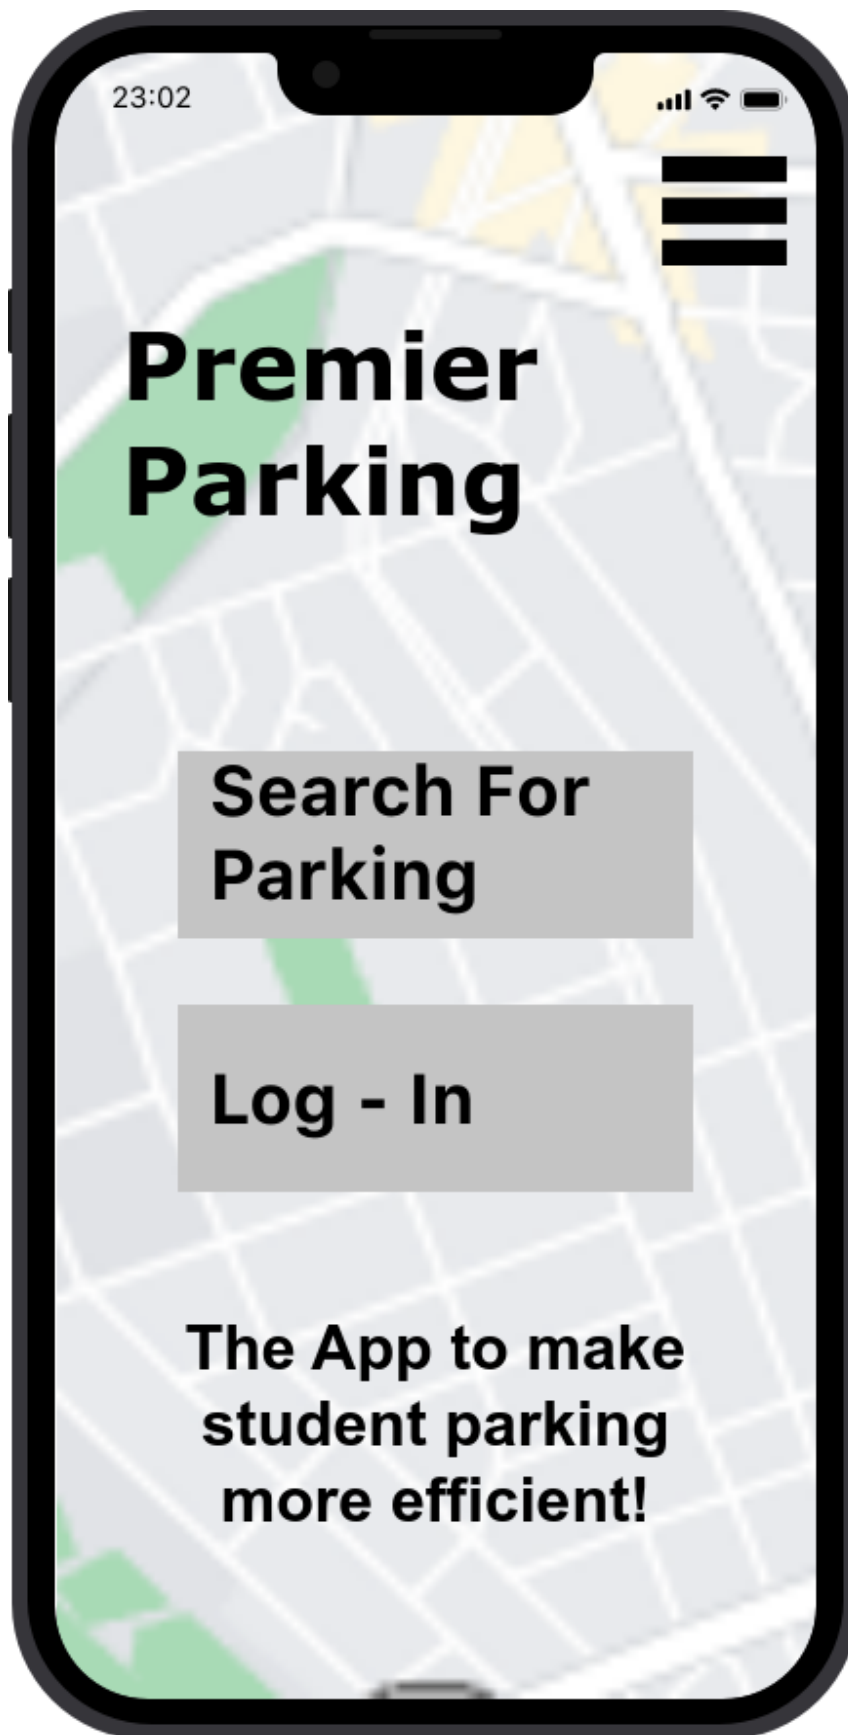 23:02
Premier
Parking
Search For
Parking
Log - In
The App to make
student parking
more efficient!